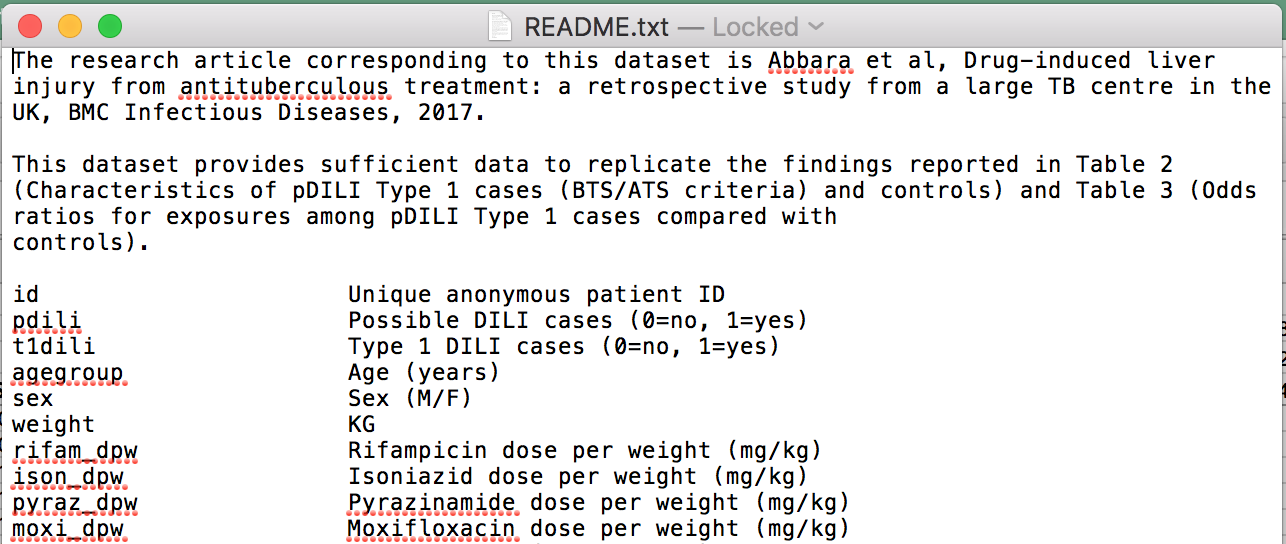 README.txt — Locked
The research article corresponding to this dataset is Abbara et al, Drug-induced liver
injury from antituberculous treatment: a retrospective study from a large TB centre in the
UK, BMC Infectious Diseases, 2017.
This dataset provides sufficient data to replicate the findings reported in Table 2
(Characteristics of pDILI Type 1 cases (BTS/ATS criteria) and controls) and Table 3 (Odds
ratios for exposures among pDILI Type 1 cases compared with
controls).
id Unique anonymous patient ID
pdili Possible DILI cases (0=no, 1=yes)
t1dili Type 1 DILI cases (0=no, 1=yes)
agegroup Age (years)
sex Sex (M/F)
weight KG
rifam_dpw Rifampicin dose per weight (mg/kg)
ison_dpw Isoniazid dose per weight (mg/kg)
pyraz_dpw Pyrazinamide dose per weight (mg/kg)
moxi_dpw Moxifloxacin dose per weight (mg/kg)